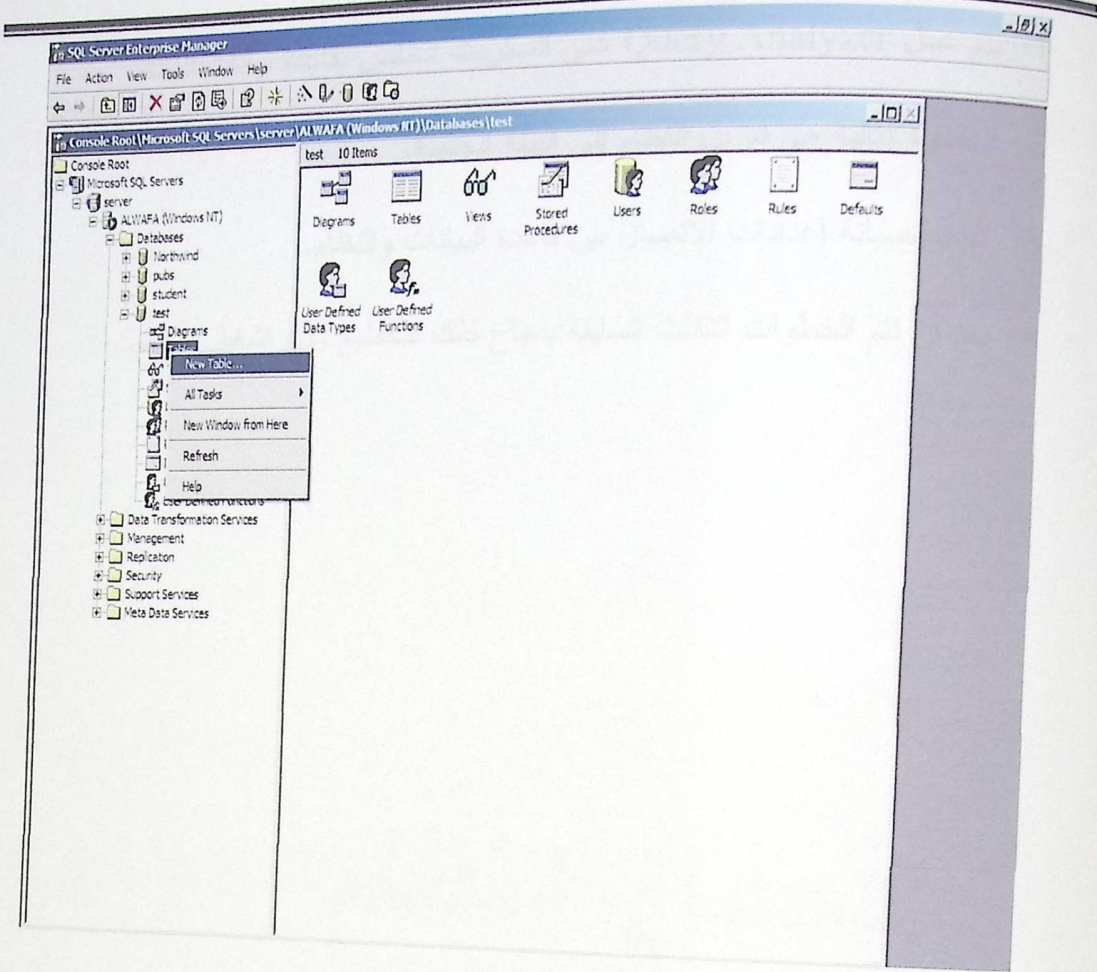 SQL Server Enterprise Manager
File Action View Tools Window Help
Console Root\Microsoft SQL Servers\server\ALWAFA (Windows NT)\Databases\test
Console Root
Microsoft SQL Servers
server
ALWAFA (Windows NT)
Databases
Northwind
pubs
student
test
Diagrams
Tables
New Table...
All Tasks
New Window from Here
Refresh
Help
User Defined Functions
Data Transformation Services
Management
Replication
Security
Support Services
Meta Data Services
test 10 Items
Diagrams Tables Views Stored Procedures Users Roles Rules Defaults
User Defined Data Types User Defined Functions